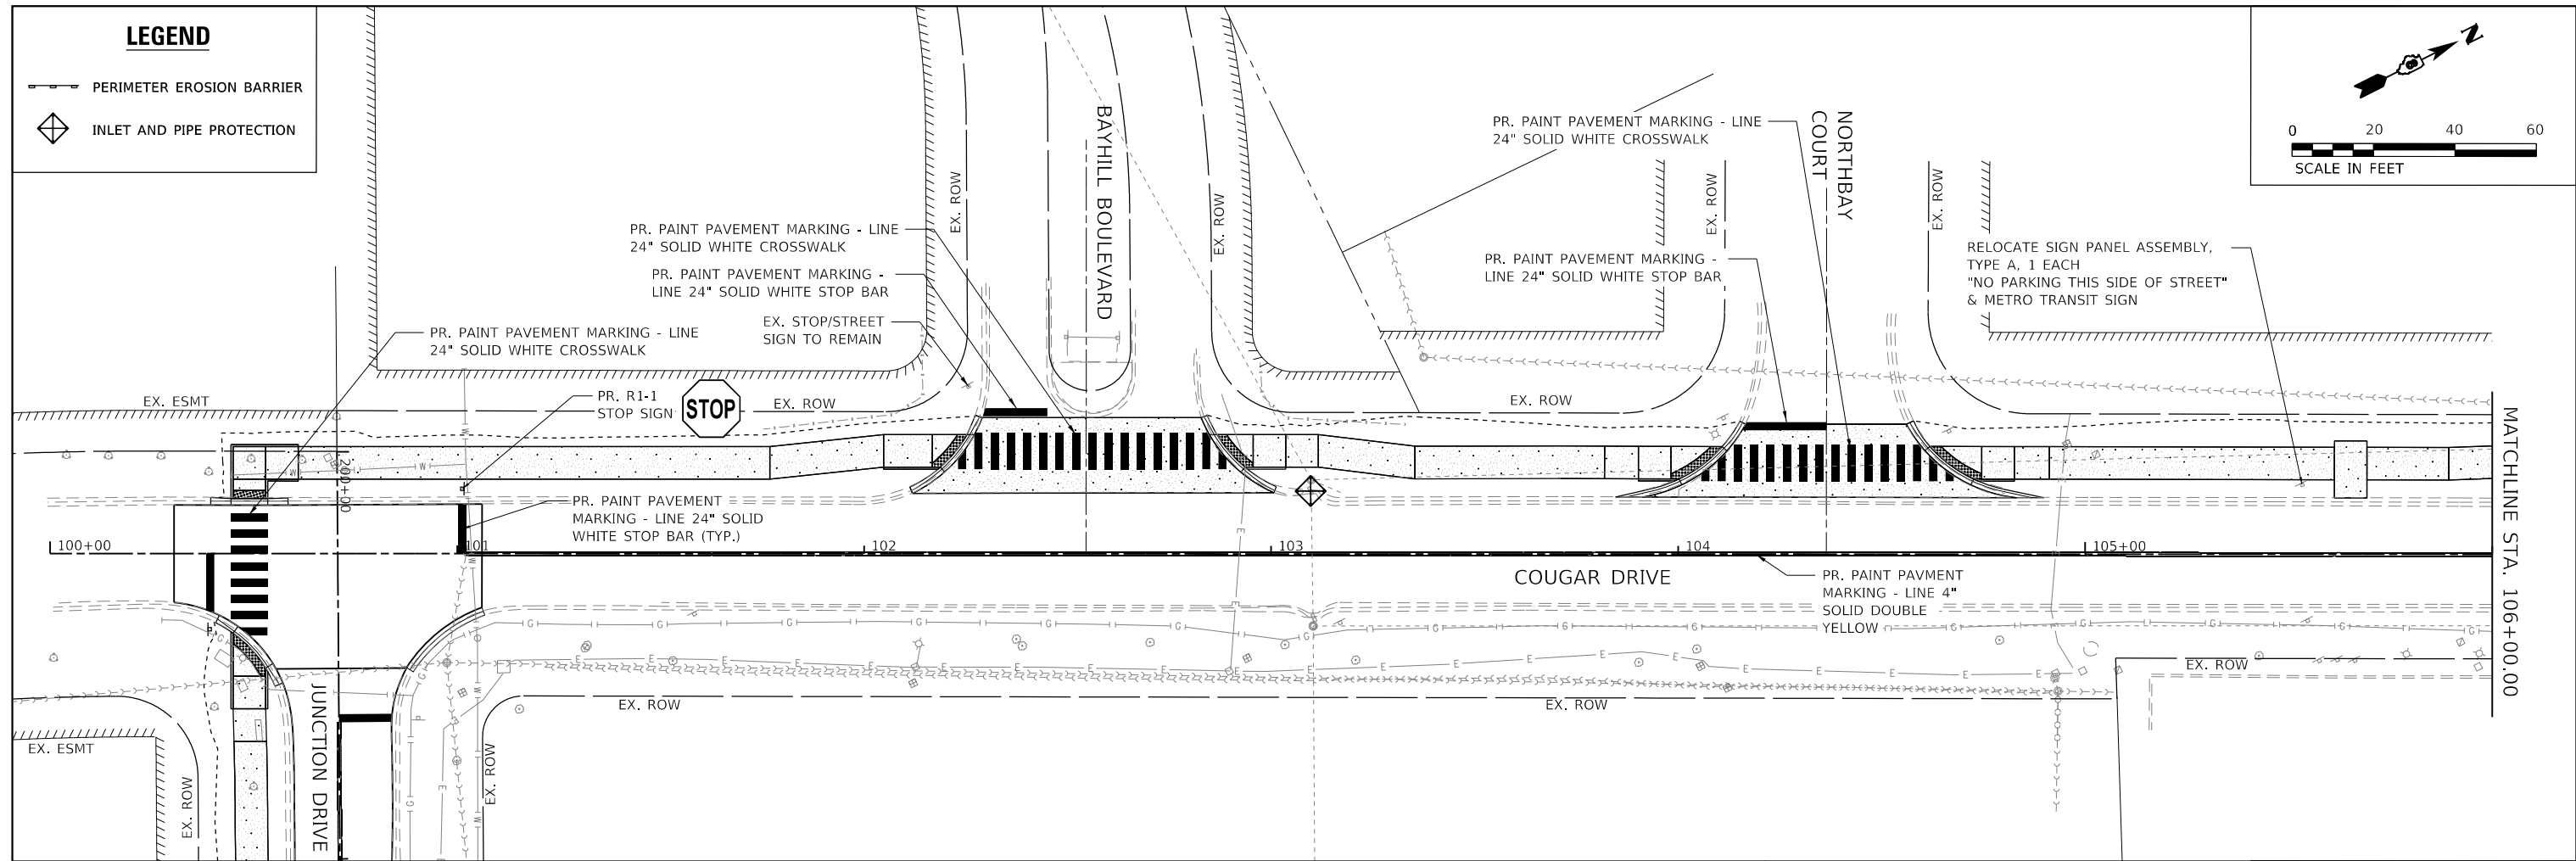 LEGEND
PERIMETER EROSION BARRIER
INLET AND PIPE PROTECTION
N
0 20 40 60
SCALE IN FEET
BAYHILL BOULEVARD
NORTHBAY
COURT
EX. ROW
EX. ROW
EX. ROW
EX. ROW
PR. PAINT PAVEMENT MARKING - LINE
24" SOLID WHITE CROSSWALK
PR. PAINT PAVEMENT MARKING - LINE
24" SOLID WHITE CROSSWALK
PR. PAINT PAVEMENT MARKING -
LINE 24" SOLID WHITE STOP BAR
PR. PAINT PAVEMENT MARKING -
LINE 24" SOLID WHITE STOP BAR
RELOCATE SIGN PANEL ASSEMBLY,
TYPE A, 1 EACH
"NO PARKING THIS SIDE OF STREET"
& METRO TRANSIT SIGN
EX. STOP/STREET
SIGN TO REMAIN
PR. PAINT PAVEMENT MARKING - LINE
24" SOLID WHITE CROSSWALK
PR. R1-1
STOP SIGN
STOP
EX. ESMT
EX. ROW
EX. ROW
200+00
PR. PAINT PAVEMENT
MARKING - LINE 24" SOLID
WHITE STOP BAR (TYP.)
100+00
101
102
103
104
105+00
COUGAR DRIVE
PR. PAINT PAVMENT
MARKING - LINE 4"
SOLID DOUBLE
YELLOW
MATCHLINE STA. 106+00.00
EX. ROW
EX. ROW
EX. ROW
EX. ESMT
EX. ROW
JUNCTION DRIVE
EX. ROW